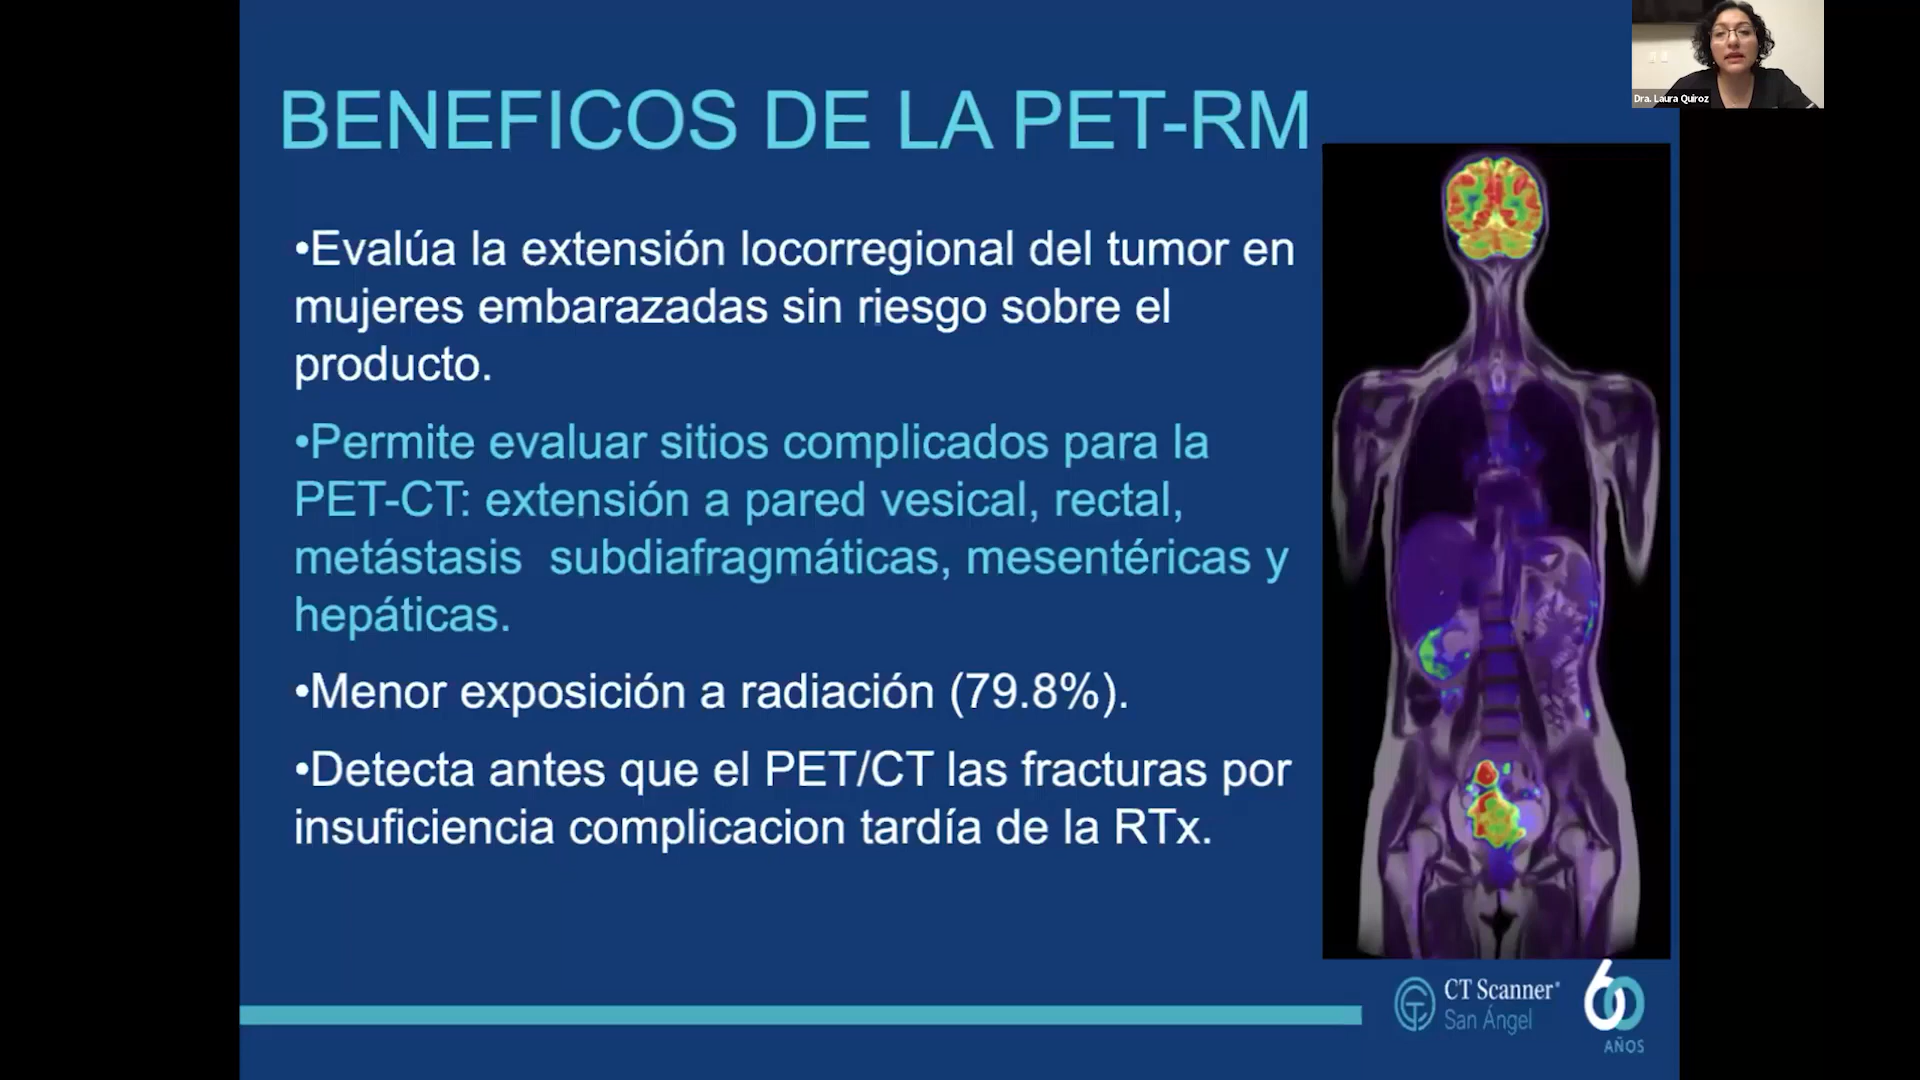 Dra. Laura Quiroz
BENEFICOS DE LA PET-RM
•Evalúa la extensión locorregional del tumor en
mujeres embarazadas sin riesgo sobre el
producto.
•Permite evaluar sitios complicados para la
PET-CT: extensión a pared vesical, rectal,
metástasis  subdiafragmáticas, mesentéricas y
hepáticas.
•Menor exposición a radiación (79.8%).
•Detecta antes que el PET/CT las fracturas por
insuficiencia complicacion tardía de la RTx.
CT Scanner®
San Ángel
60
AÑOS